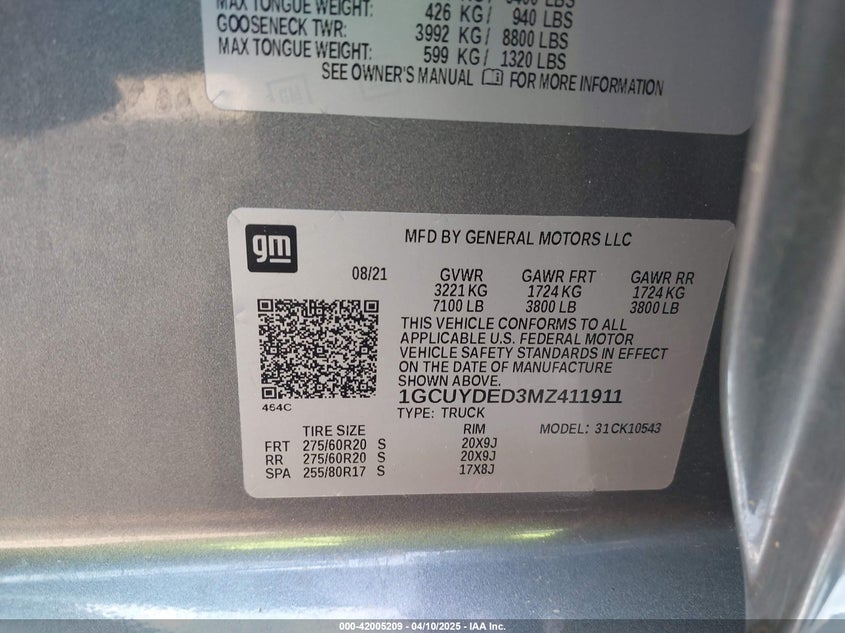 MAX TONGUE WEIGHT: 426 KG / 940 LBS
GOOSENECK TWR: 3992 KG / 8800 LBS
MAX TONGUE WEIGHT: 599 KG / 1320 LBS
SEE OWNER'S MANUAL FOR MORE INFORMATION
GM
gm
MFD BY GENERAL MOTORS LLC
08/21 GVWR GAWR FRT GAWR RR
3221 KG 1724 KG 1724 KG
7100 LB 3800 LB 3800 LB
THIS VEHICLE CONFORMS TO ALL
APPLICABLE U.S. FEDERAL MOTOR
VEHICLE SAFETY STANDARDS IN EFFECT
ON THE DATE OF MANUFACTURE
SHOWN ABOVE.
1GCUYDED3MZ411911
464C
TYPE: TRUCK
TIRE SIZE RIM MODEL: 31CK10543
FRT 275/60R20 S 20X9J
RR 275/60R20 S 20X9J
SPA 255/80R17 S 17X8J
000-42005209 - 04/10/2025 - IAA Inc.